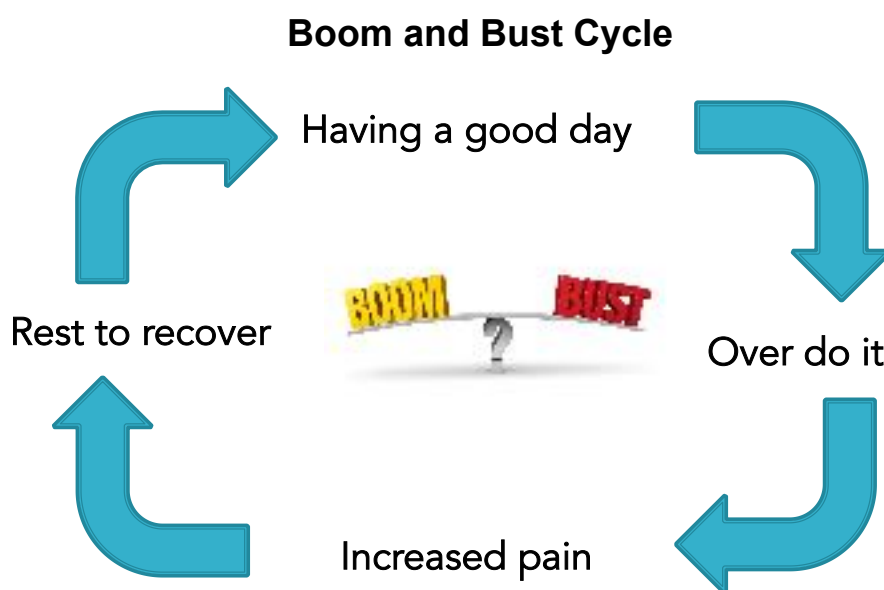 Boom and Bust Cycle
Having a good day
BOOM
BUST
?
Rest to recover
Over do it
Increased pain